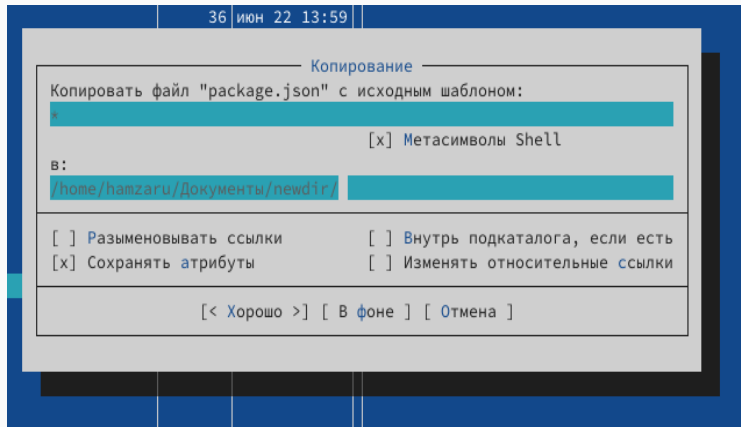 36 июн 22 13:59
Копирование
Копировать файл "package.json" с исходным шаблоном:
*
[x] Метасимволы Shell
в:
/home/hamzaru/Документы/newdir/
[ ] Разыменовывать ссылки [ ] Внутрь подкаталога, если есть
[x] Сохранять атрибуты [ ] Изменять относительные ссылки
[< Хорошо >] [ В фоне ] [ Отмена ]